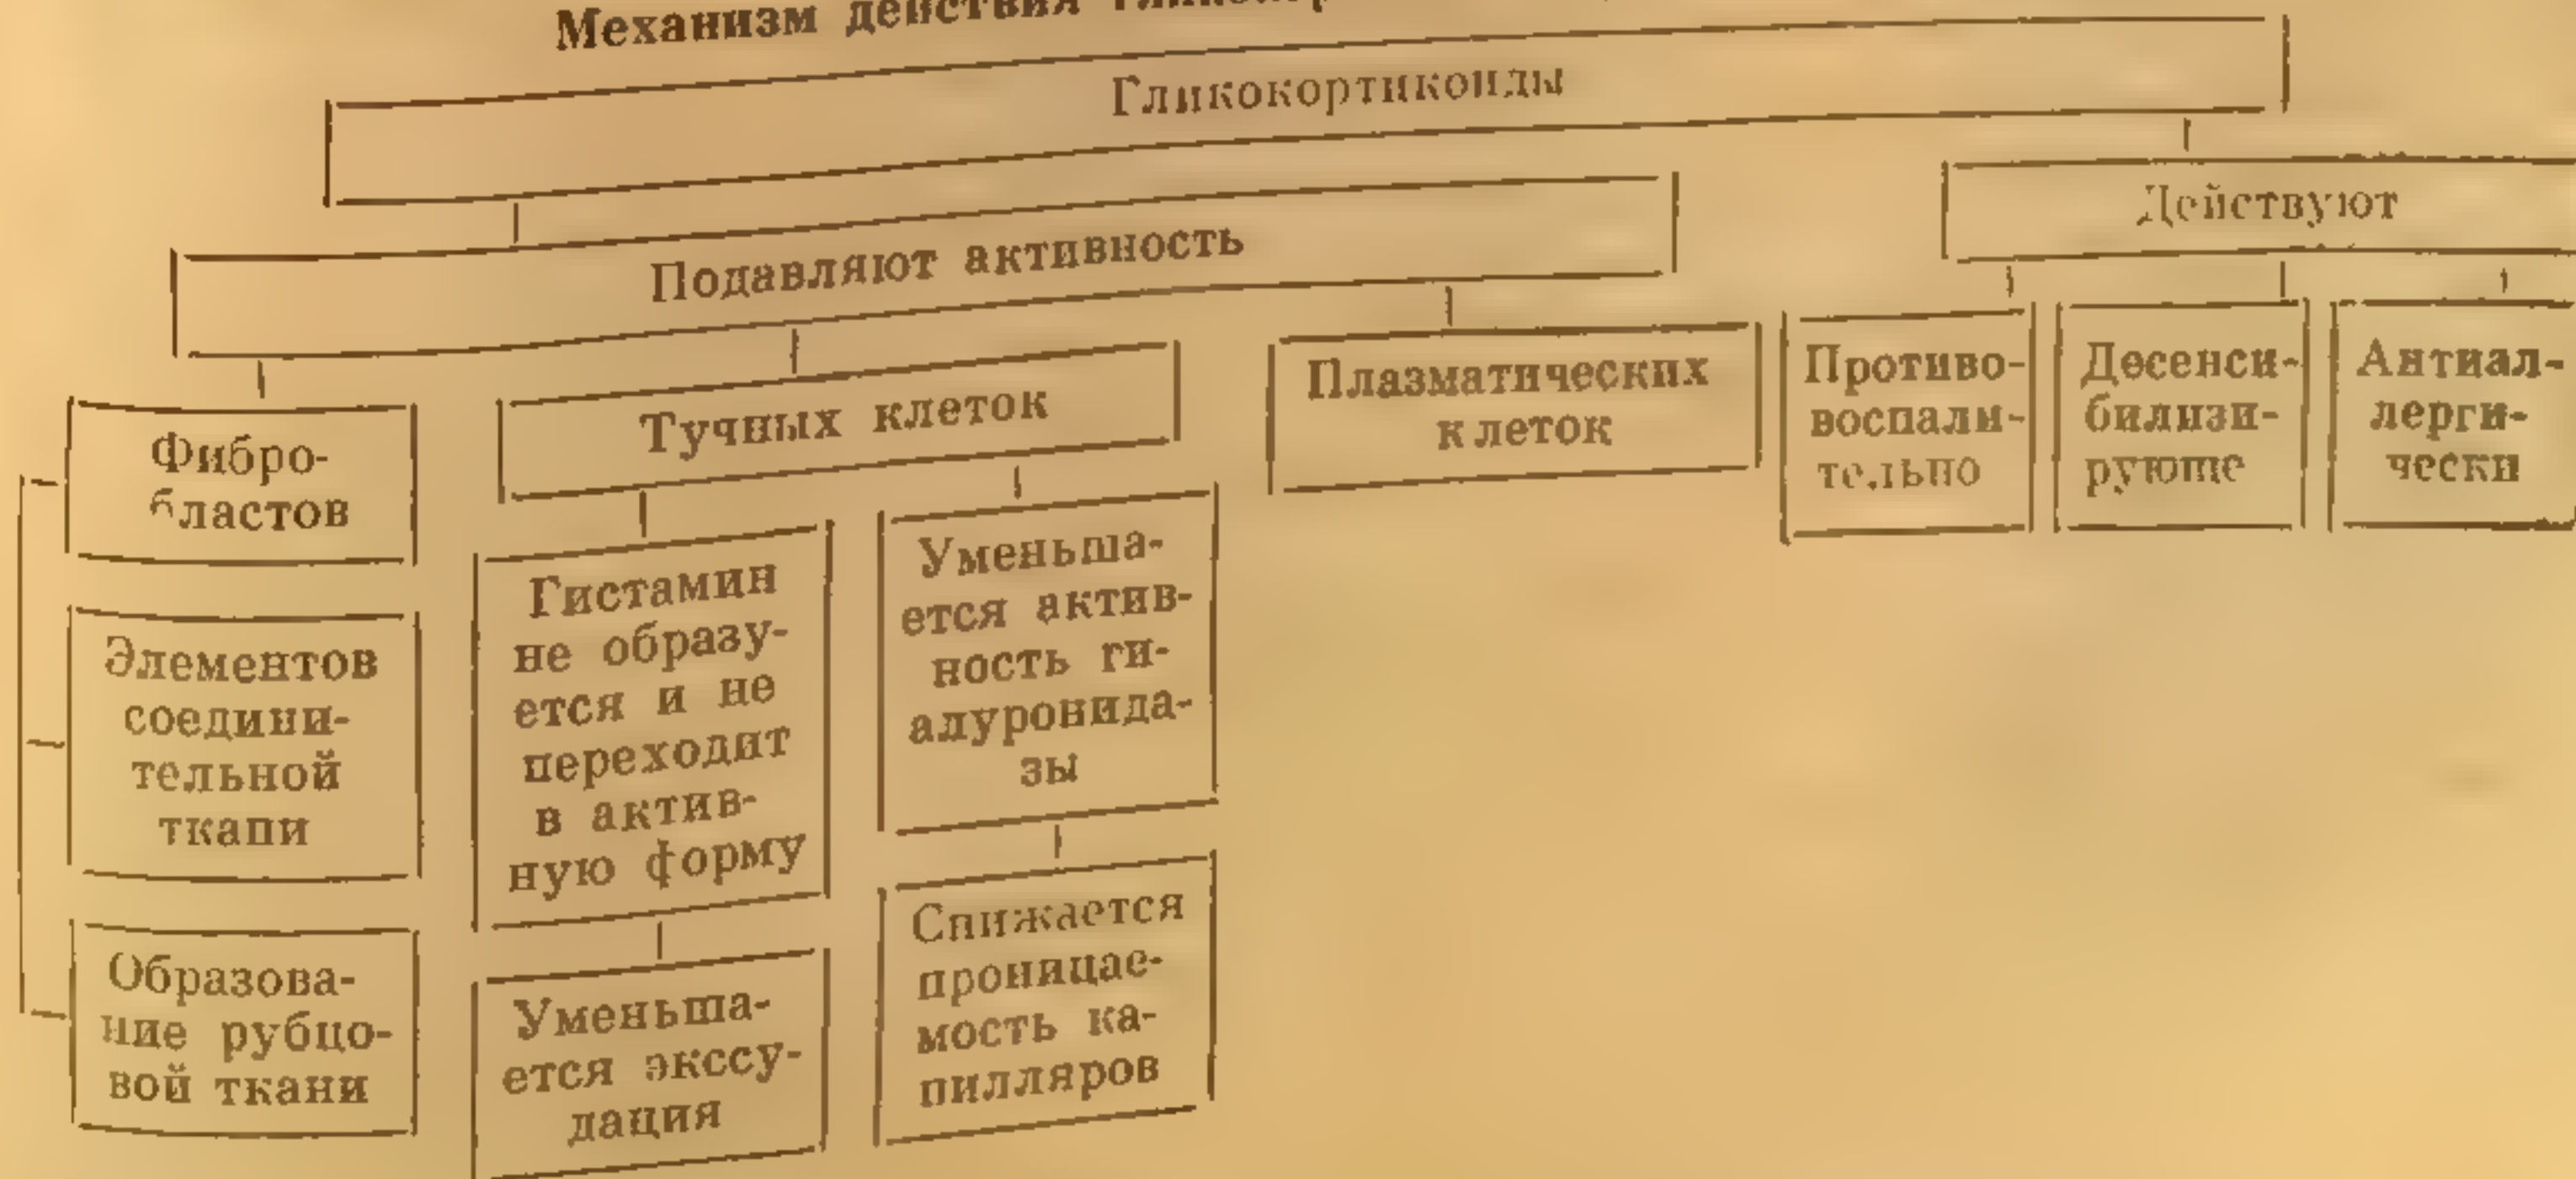 Механизм действия
Гликокортикоиды
Подавляют активность
Действуют
Фибро-
бластов
Тучных клеток
Плазматических
клеток
Противо-
воспали-
тельно
Десенси-
билизи-
рующе
Антиал-
лерги-
чески
Элементов
соедини-
тельной
ткани
Образова-
ние рубцо-
вой ткани
Гистамин
не образу-
ется и не
переходит
в актив-
ную форму
Уменьша-
ется экссу-
дация
Уменьша-
ется актив-
ность ги-
алуронида-
зы
Снижается
проницае-
мость ка-
пилляров